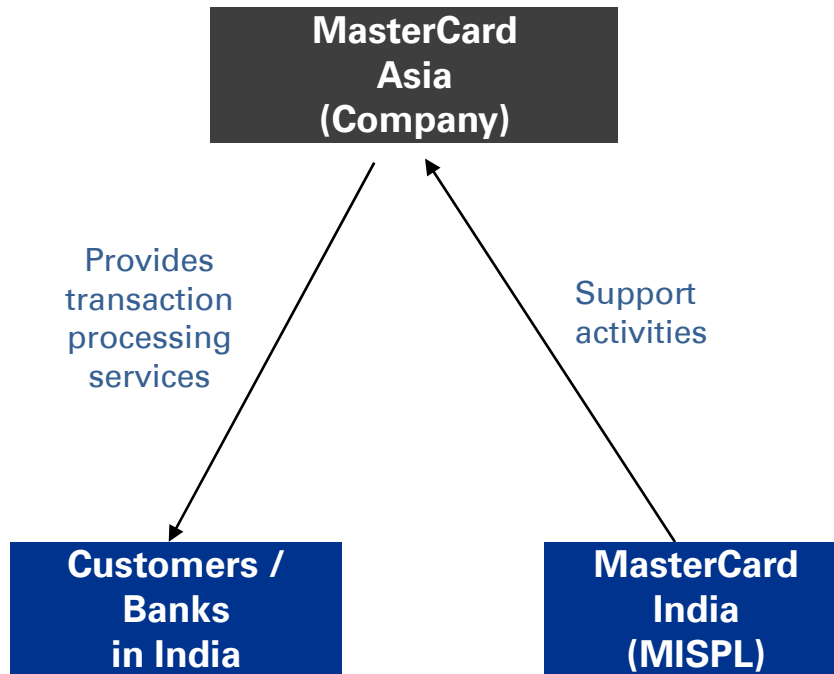 MasterCard
Asia
(Company)
Provides
transaction
processing
services
Support
activities
Customers /
Banks
in India
MasterCard
India
(MISPL)